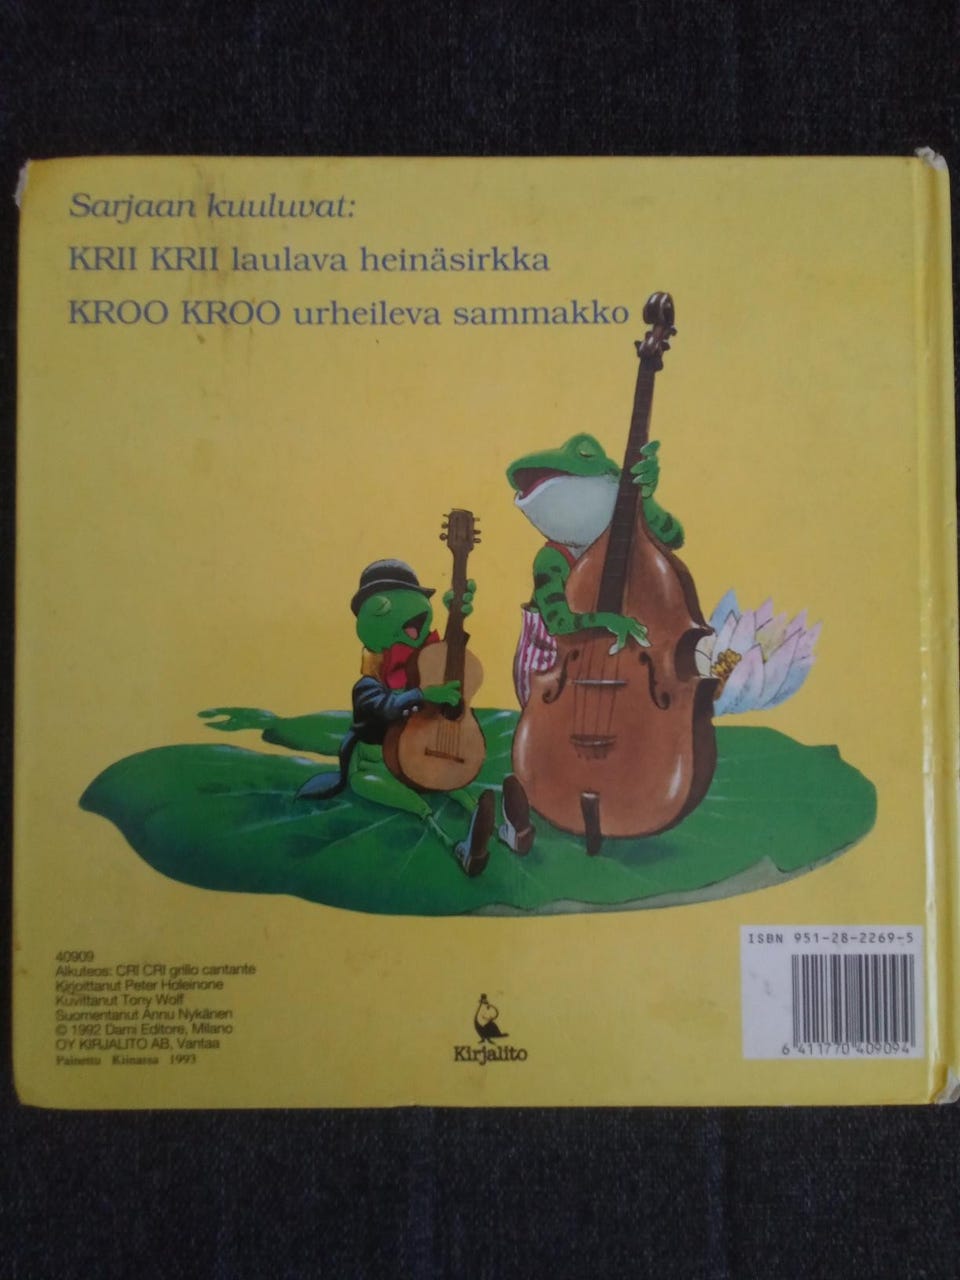 Sarjaan kuuluvat:
KRII KRII laulava heinäsirkka
KROO KROO urheileva sammakko
ISBN 951-28-2269-5
6 411770 409094
40909
Alkuteos: CRI CRI grillo cantante
Kirjoittanut Peter Holeinone
Kuvittanut Tony Wolf
Suomentanut Annu Nykänen
© 1992 Dami Editore, Milano
OY KIRJALITO AB, Vantaa
Painettu Kiinassa 1993
Kirjalito